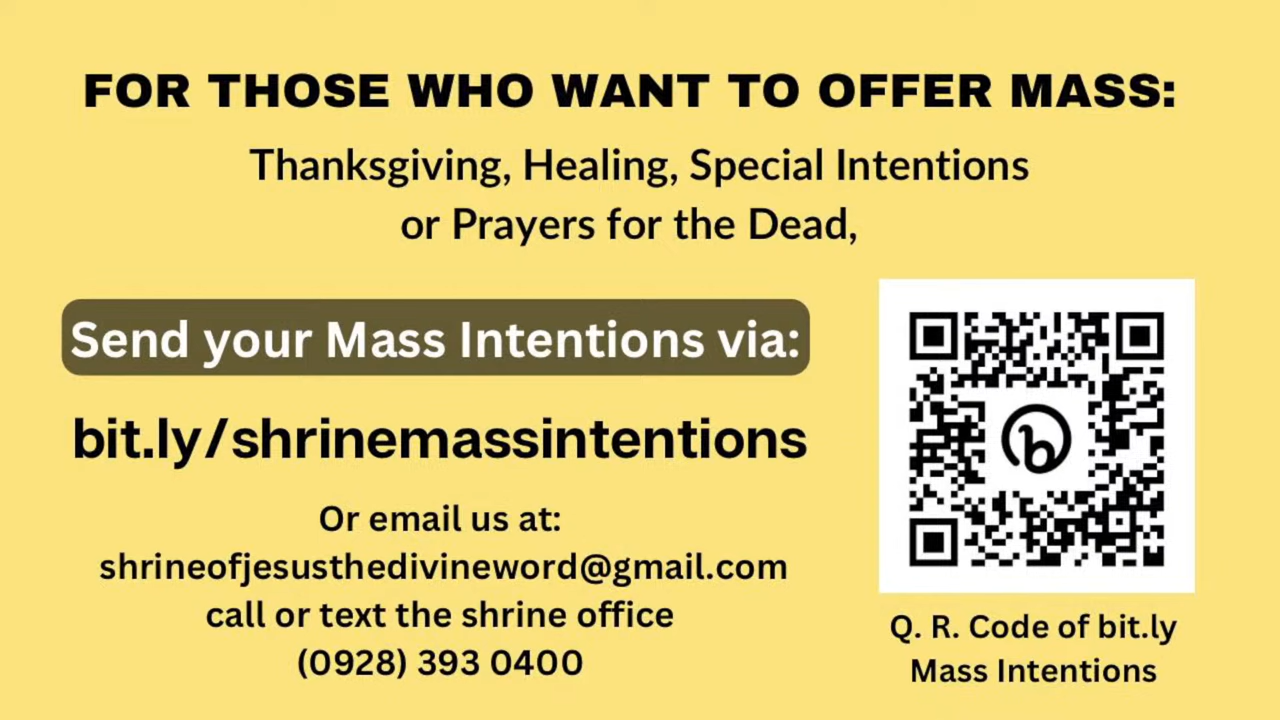 FOR THOSE WHO WANT TO OFFER MASS:
Thanksgiving, Healing, Special Intentions
or Prayers for the Dead,
Send your Mass Intentions via:
bit.ly/shrinemassintentions
Or email us at:
shrineofjesusthedivineword@gmail.com
call or text the shrine office
(0928) 393 0400
b
Q. R. Code of bit.ly
Mass Intentions